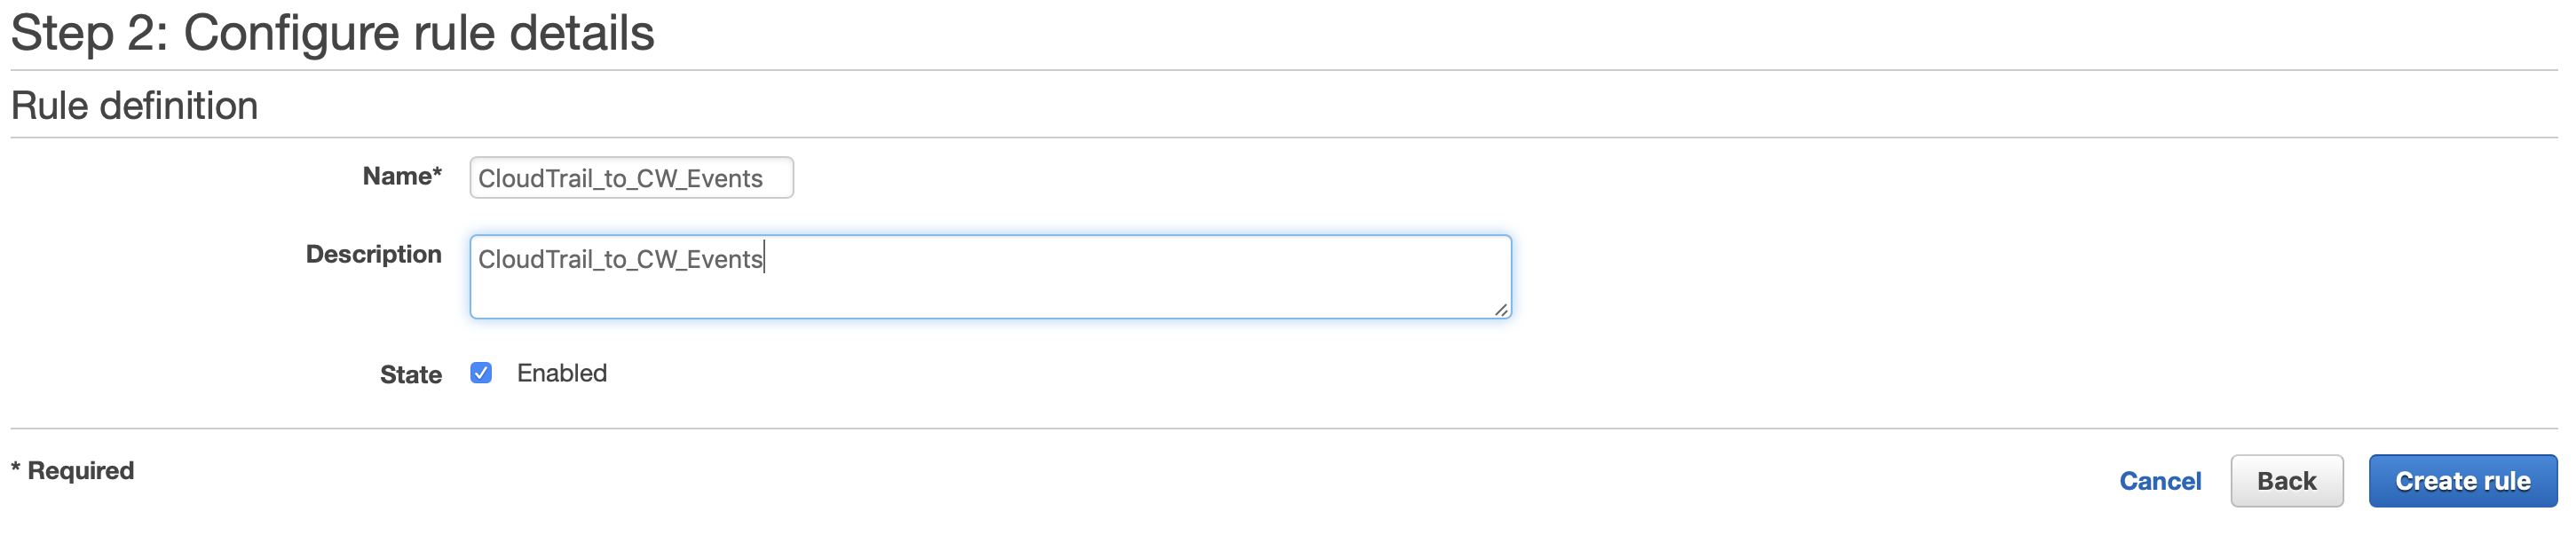 Step 2: Configure rule details
Rule definition
Name* CloudTrail_to_CW_Events
Description CloudTrail_to_CW_Events
State Enabled
* Required
Cancel Back Create rule